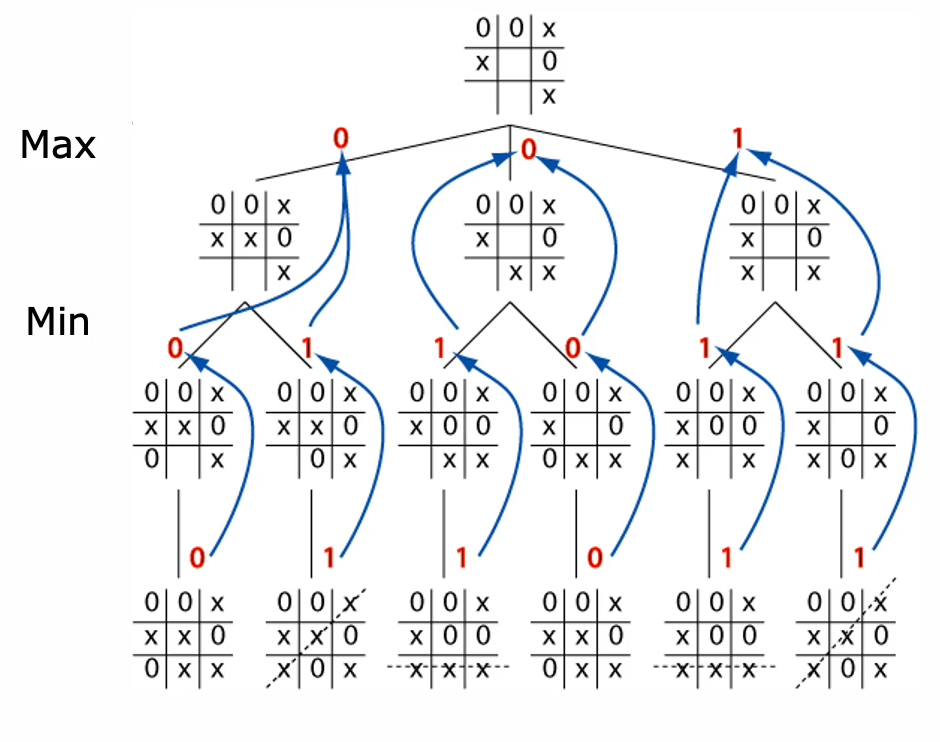 0 0 x
x 0
x
Max
0 0 1
0 0 x 0 0 x 0 0 x
x x 0 x 0 x 0
x x x x x
Min
0 1 1 0 1 1
0 0 x 0 0 x 0 0 x 0 0 x 0 0 x 0 0 x
x x 0 x x 0 x 0 0 x 0 x 0 0 x 0
0 x 0 x x x 0 x x x x x 0 x
0 1 1 0 1 1
0 0 x 0 0 x 0 0 x 0 0 x 0 0 x 0 0 x
x x 0 x x 0 x 0 0 x x 0 x 0 0 x x 0
0 x x x 0 x x x x 0 x x x x x x 0 x